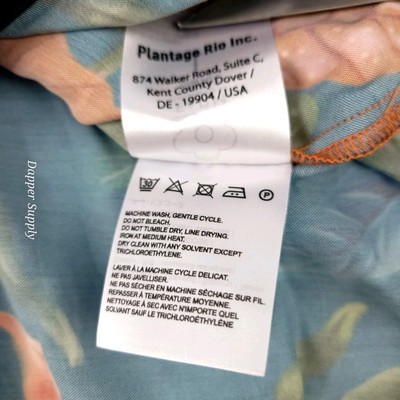 Plantage Rio Inc.
874 Walker Road, Suite C,
Kent County Dover /
DE - 19904 / USA
30
P
MACHINE WASH, GENTLE CYCLE.
DO NOT BLEACH.
DO NOT TUMBLE DRY, LINE DRYING.
IRON AT MEDIUM HEAT.
DRY CLEAN WITH ANY SOLVENT EXCEPT
TRICHLOROETHYLENE.
LAVER À LA MACHINE CYCLE DELICAT.
NE PAS JAVELLISER.
NE PAS SÉCHER EN MACHINE SÉCHAGE SUR FIL.
REPASSER À TEMPÉRATURE MOYENNE.
NETTOYAGE À SEC AVEC N'IMPORTE QUEL
SOLVANT SAUF LE TRICHLOROÉTHYLÈNE
Dapper Supply